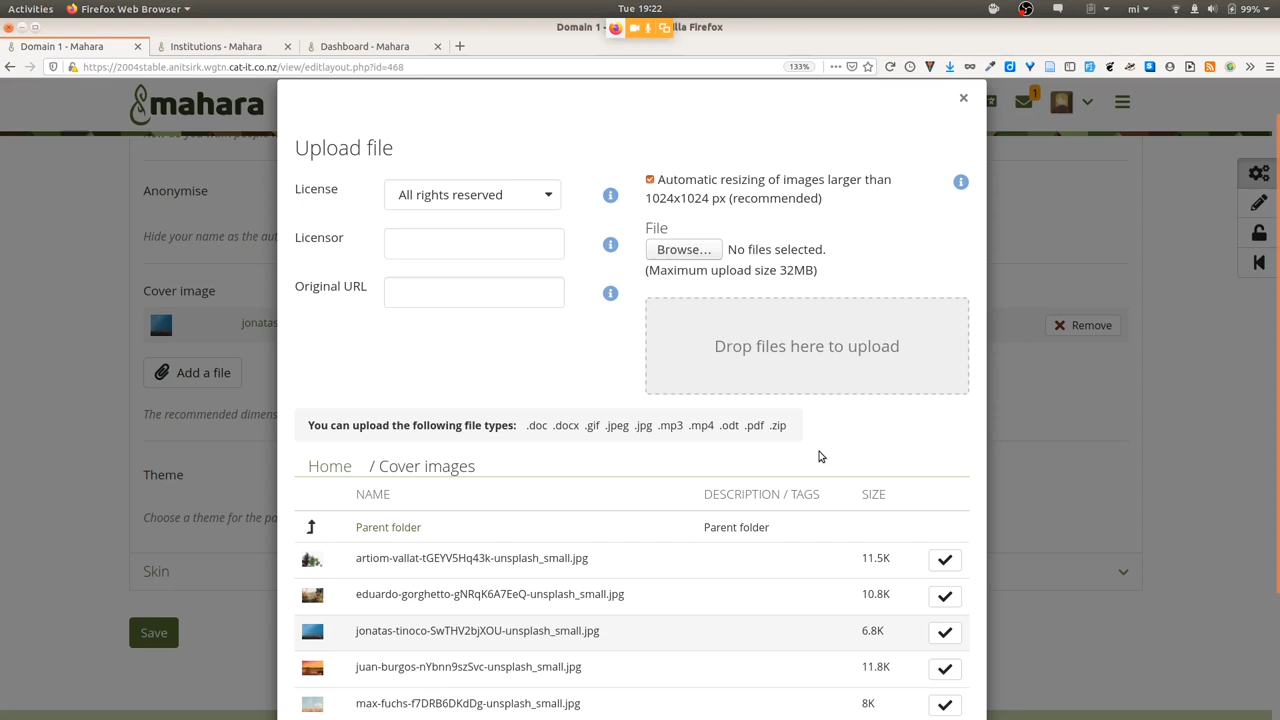 Activities
Firefox Web Browser
Tue 19:22
mi
99%
Domain 1 -
lla Firefox
Domain 1 - Mahara
Institutions - Mahara
Dashboard - Mahara
https://2004stable.anitsirk.wgtn.cat-it.co.nz/view/editlayout.php?id=468
133%
mahara
1
Upload file
License
All rights reserved
Automatic resizing of images larger than
1024x1024 px (recommended)
Anonymise
Licensor
File
Browse... No files selected.
Hide your name as the aut
(Maximum upload size 32MB)
Original URL
Cover image
jonatas
Remove
Drop files here to upload
Add a file
The recommended dimens
You can upload the following file types: .doc .docx .gif .jpeg .jpg .mp3 .mp4 .odt .pdf .zip
Home / Cover images
Theme
NAME DESCRIPTION / TAGS SIZE
Choose a theme for the pa
Parent folder Parent folder
artiom-vallat-tGEYV5Hq43k-unsplash_small.jpg 11.5K
Skin
eduardo-gorghetto-gNRqK6A7EeQ-unsplash_small.jpg 10.8K
Save
jonatas-tinoco-SwTHV2bjXOU-unsplash_small.jpg 6.8K
juan-burgos-nYbnn9szSvc-unsplash_small.jpg 11.8K
max-fuchs-f7DRB6DKdDg-unsplash_small.jpg 8K